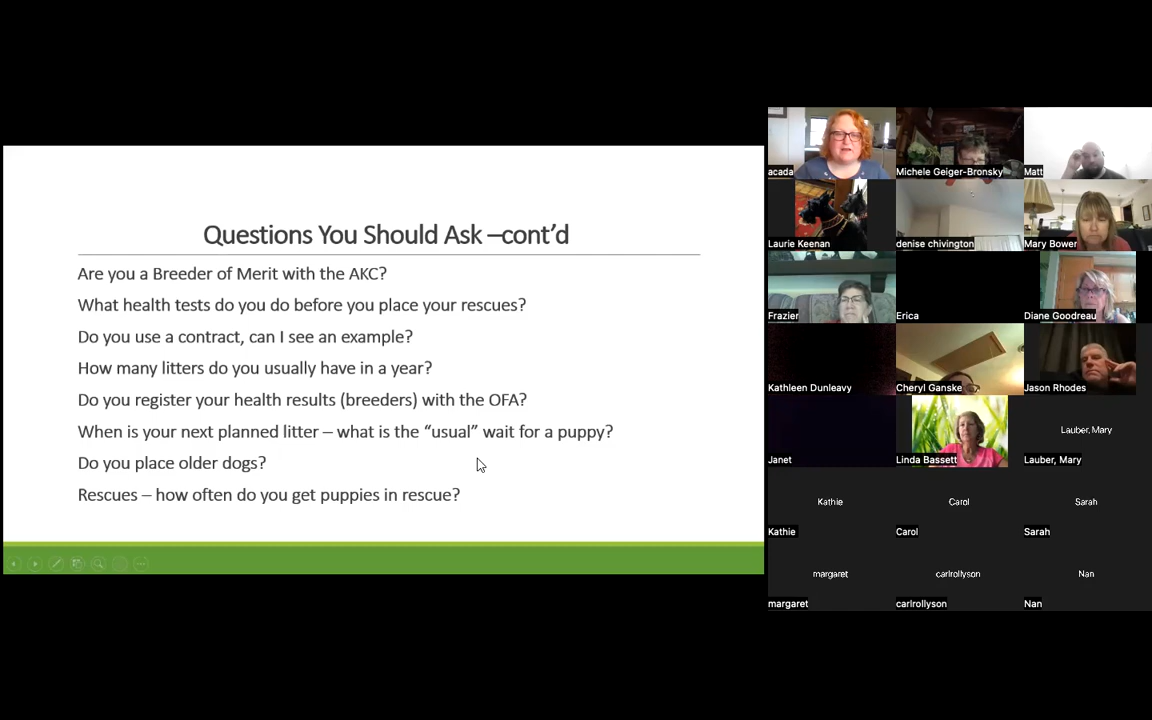 Questions You Should Ask –cont’d
Are you a Breeder of Merit with the AKC?
What health tests do you do before you place your rescues?
Do you use a contract, can I see an example?
How many litters do you usually have in a year?
Do you register your health results (breeders) with the OFA?
When is your next planned litter – what is the “usual” wait for a puppy?
Do you place older dogs?
Rescues – how often do you get puppies in rescue?
acada
Michele Geiger-Bronsky
Matt
Laurie Keenan
denise chivington
Mary Bower
Frazier
Erica
Diane Goodreau
Kathleen Dunleavy
Cheryl Ganske
Jason Rhodes
Janet
Linda Bassett
Lauber, Mary
Lauber, Mary
Kathie
Carol
Sarah
Kathie
Carol
Sarah
margaret
carlrollyson
Nan
margaret
carlrollyson
Nan